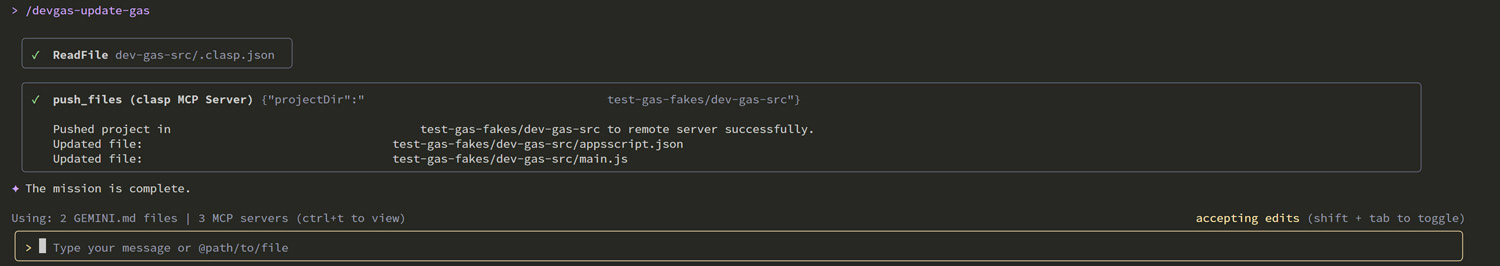 > /devgas-update-gas
✓ ReadFile dev-gas-src/.clasp.json
✓ push_files (clasp MCP Server) {"projectDir":" test-gas-fakes/dev-gas-src"}
Pushed project in test-gas-fakes/dev-gas-src to remote server successfully.
Updated file: test-gas-fakes/dev-gas-src/appsscript.json
Updated file: test-gas-fakes/dev-gas-src/main.js
✦ The mission is complete.
Using: 2 GEMINI.md files | 3 MCP servers (ctrl+t to view) accepting edits (shift + tab to toggle)
> Type your message or @path/to/file